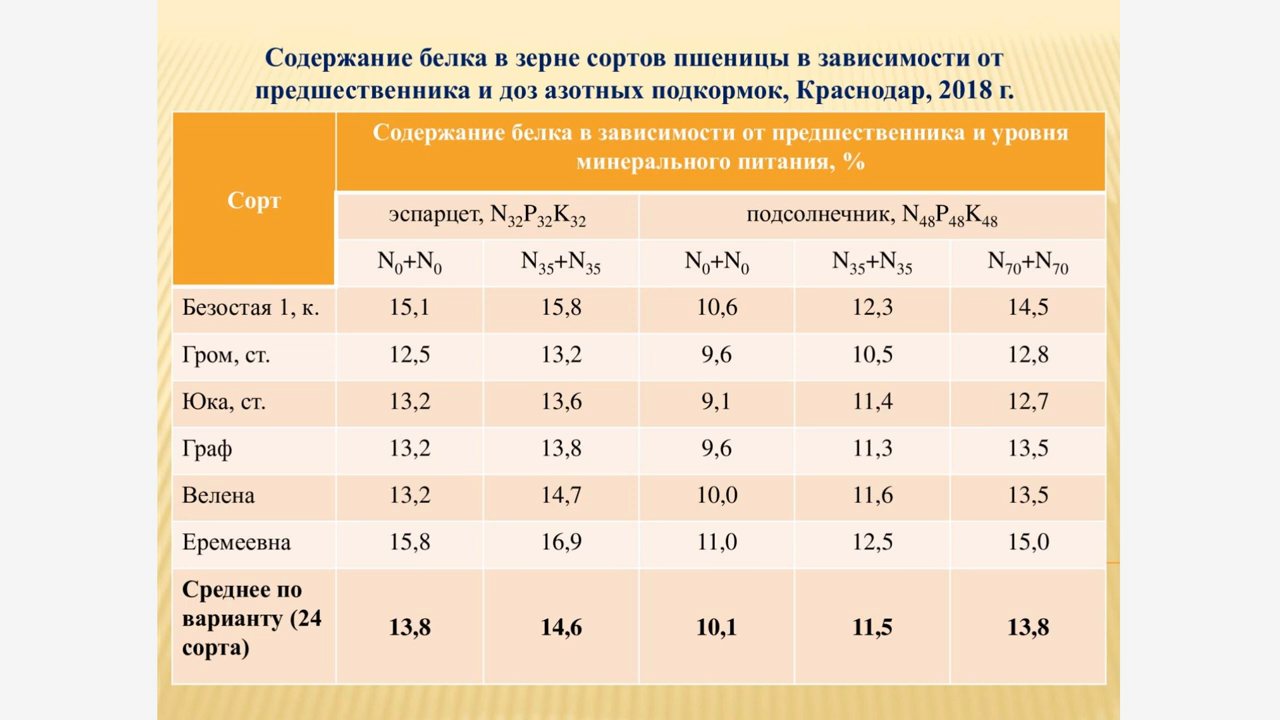 Содержание белка в зерне сортов пшеницы в зависимости от
предшественника и доз азотных подкормок, Краснодар, 2018 г.
Сорт
Содержание белка в зависимости от предшественника и уровня
минерального питания, %
эспарцет, N32P32K32
подсолнечник, N48P48K48
N0+N0
N35+N35
N0+N0
N35+N35
N70+N70
Безостая 1, к.
15,1
15,8
10,6
12,3
14,5
Гром, ст.
12,5
13,2
9,6
10,5
12,8
Юка, ст.
13,2
13,6
9,1
11,4
12,7
Граф
13,2
13,8
9,6
11,3
13,5
Велена
13,2
14,7
10,0
11,6
13,5
Еремеевна
15,8
16,9
11,0
12,5
15,0
Среднее по
варианту (24
сорта)
13,8
14,6
10,1
11,5
13,8